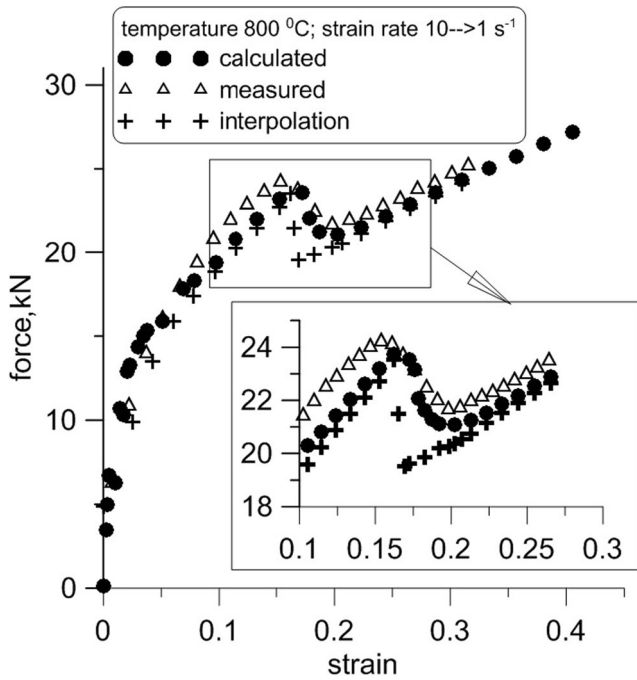 temperature 800 ⁰C; strain rate 10-->1 s⁻¹
calculated
measured
interpolation
30
20
10
0
force,kN
24
22
20
18
0.1 0.15 0.2 0.25 0.3
0 0.1 0.2 0.3 0.4
strain